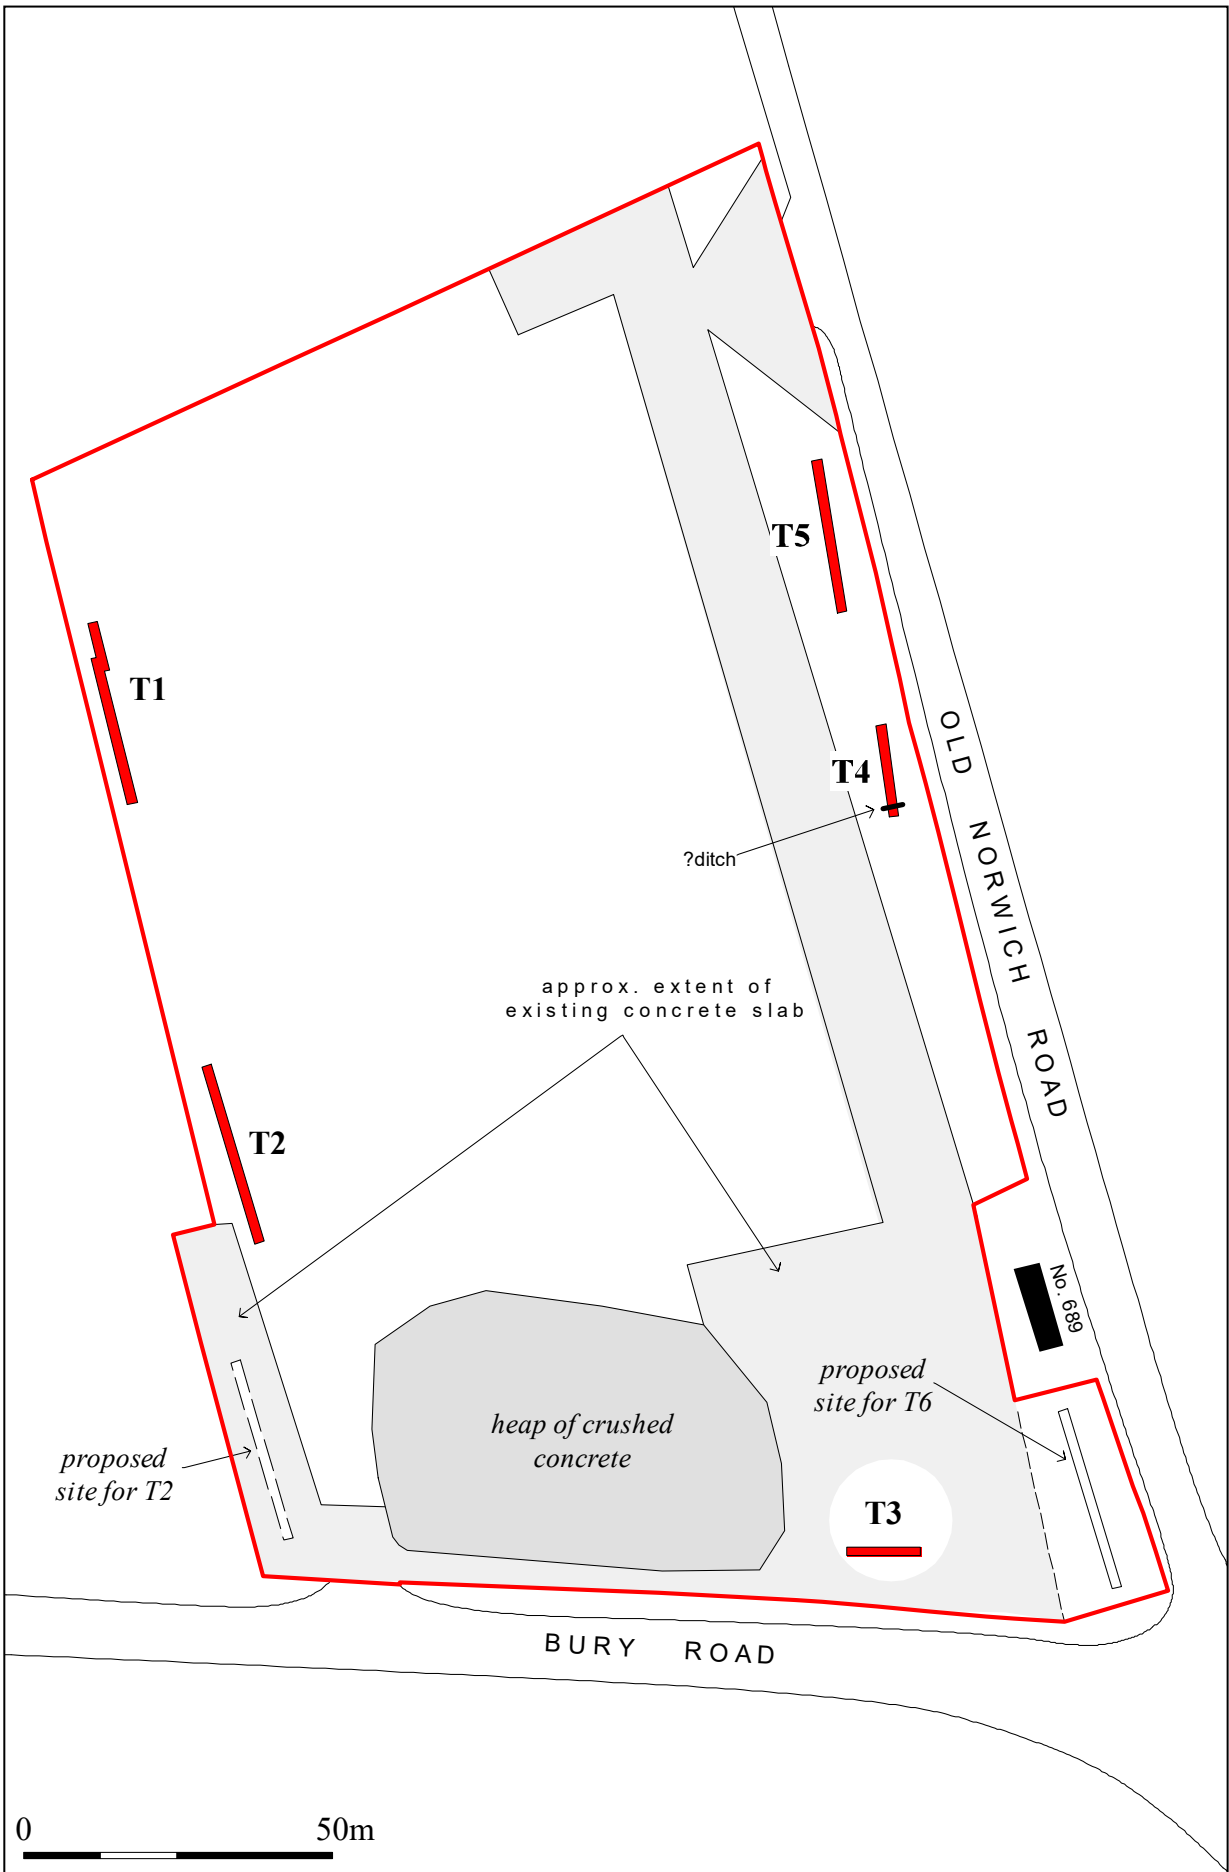 T5
T1
OLD NORWICH ROAD
T4
?ditch
approx. extent of
existing concrete slab
T2
No. 689
proposed
site for T6
heap of crushed
concrete
proposed
site for T2
T3
BURY ROAD
0 50m